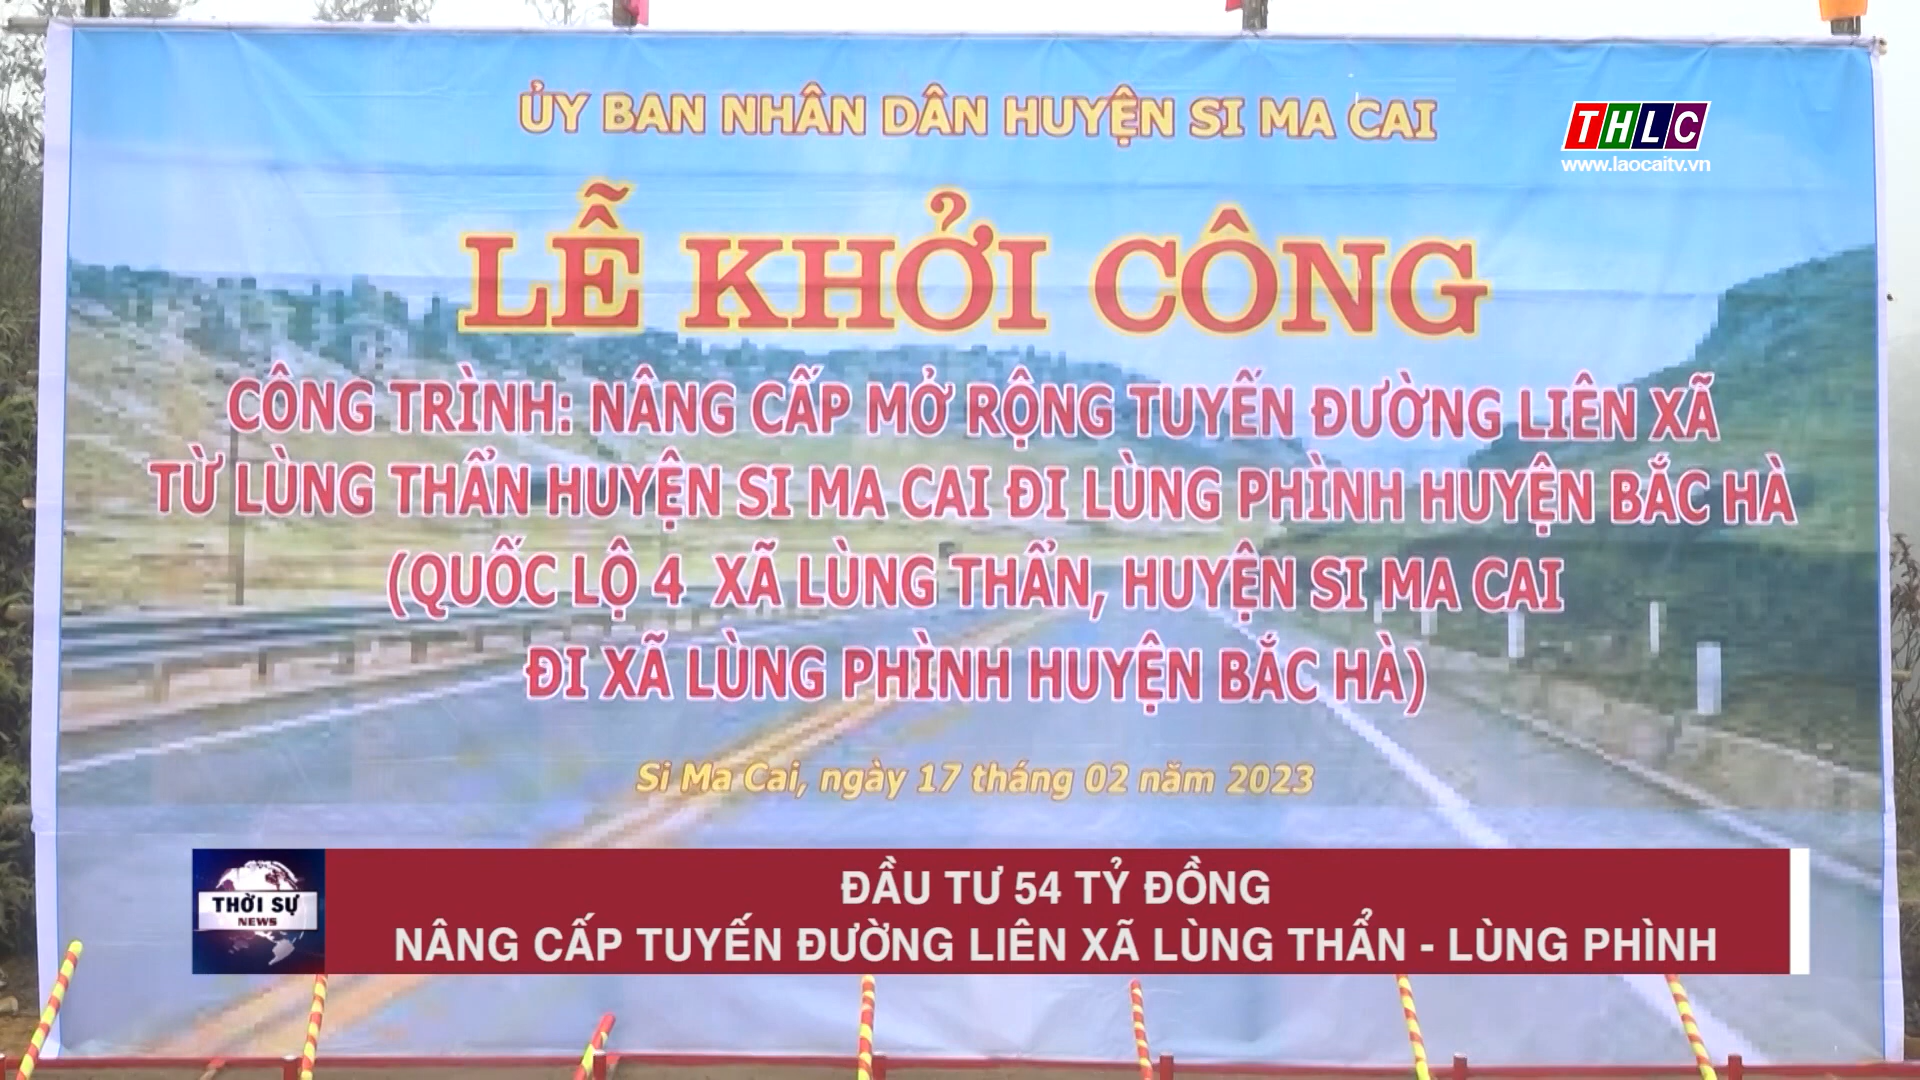 ỦY BAN NHÂN DÂN HUYỆN SI MA CAI
THLC
www.laocaitv.vn
LỄ KHỞI CÔNG
CÔNG TRÌNH: NÂNG CẤP MỞ RỘNG TUYẾN ĐƯỜNG LIÊN XÃ
TỪ LÙNG THẨN HUYỆN SI MA CAI ĐI LÙNG PHÌNH HUYỆN BẮC HÀ
(QUỐC LỘ 4 XÃ LÙNG THẨN, HUYỆN SI MA CAI
ĐI XÃ LÙNG PHÌNH HUYỆN BẮC HÀ)
Si Ma Cai, ngày 17 tháng 02 năm 2023
THỜI SỰ
NEWS
ĐẦU TƯ 54 TỶ ĐỒNG
NÂNG CẤP TUYẾN ĐƯỜNG LIÊN XÃ LÙNG THẨN - LÙNG PHÌNH